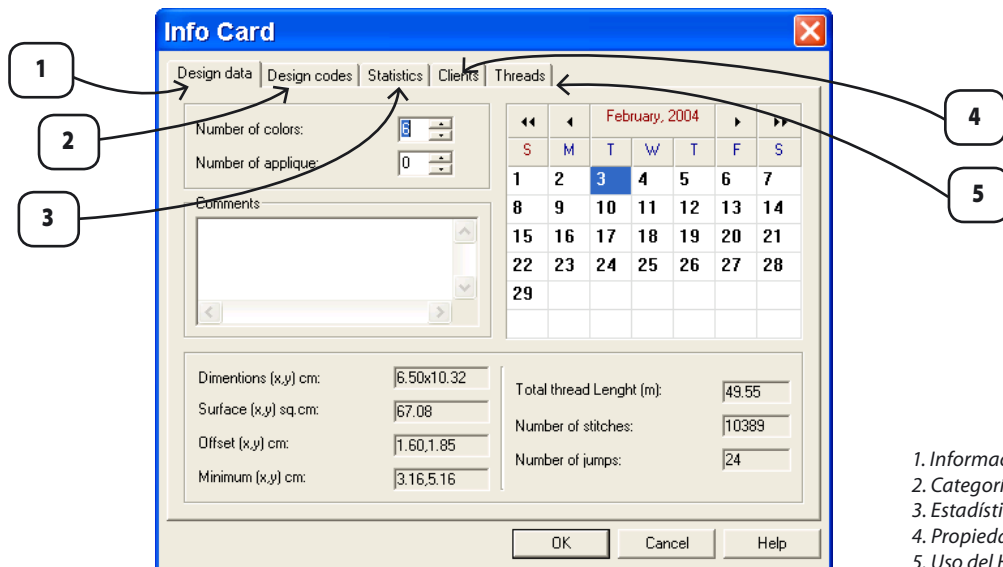 Info Card
Design data Design codes Statistics Clients Threads
1
2
3
4
5
Number of colors: 6
Number of applique: 0
Comments
February, 2004
S M T W T F S
1 2 3 4 5 6 7
8 9 10 11 12 13 14
15 16 17 18 19 20 21
22 23 24 25 26 27 28
29
Dimentions (x,y) cm: 6.50x10.32
Surface (x,y) sq.cm: 67.08
Offset (x,y) cm: 1.60,1.85
Minimum (x,y) cm: 3.16,5.16
Total thread Lenght (m): 49.55
Number of stitches: 10389
Number of jumps: 24
OK Cancel Help
1.
2.
3.
4.
5. Uso del